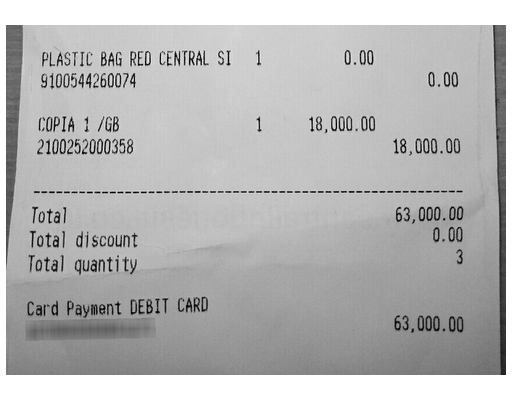 PLASTIC BAG RED CENTRAL SI 1 0.00
9100544260074 0.00
COPIA 1 /GB 1 18,000.00
2100252000358 18,000.00
Total 63,000.00
Total discount 0.00
Total quantity 3
Card Payment DEBIT CARD
63,000.00